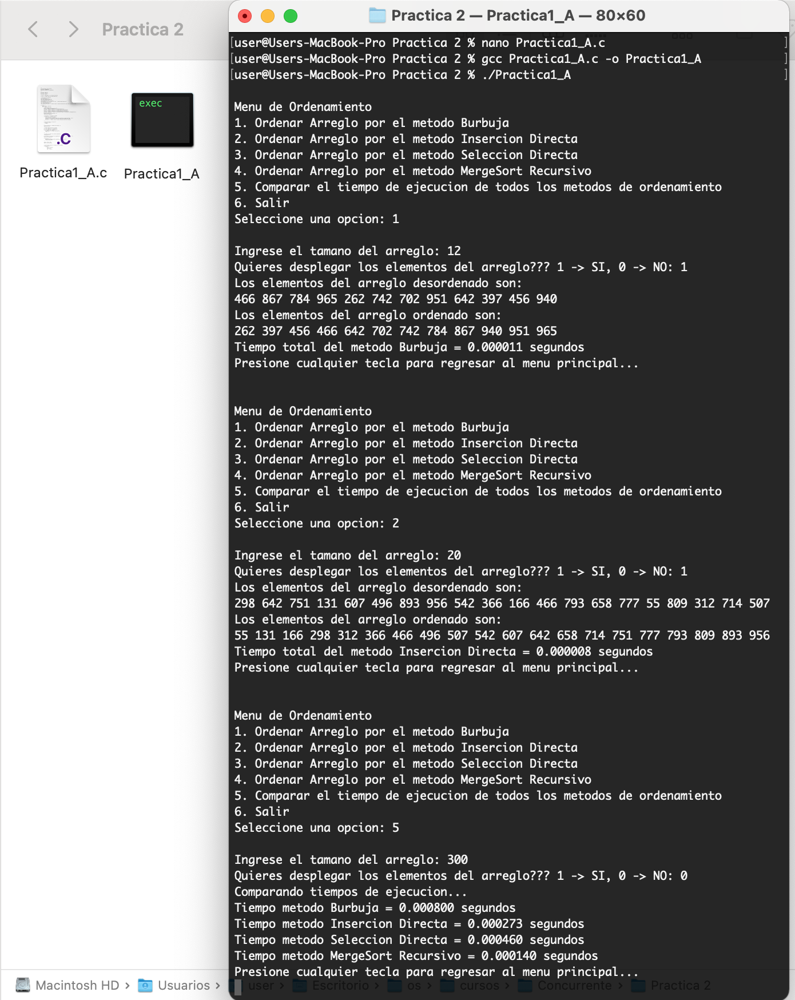 Practica 2
Practica 2 — Practica1_A — 80×60
exec
.C
Practica1_A.c
Practica1_A
[user@Users-MacBook-Pro Practica 2 % nano Practica1_A.c ]
[user@Users-MacBook-Pro Practica 2 % gcc Practica1_A.c -o Practica1_A ]
[user@Users-MacBook-Pro Practica 2 % ./Practica1_A ]
Menu de Ordenamiento
1. Ordenar Arreglo por el metodo Burbuja
2. Ordenar Arreglo por el metodo Insercion Directa
3. Ordenar Arreglo por el metodo Seleccion Directa
4. Ordenar Arreglo por el metodo MergeSort Recursivo
5. Comparar el tiempo de ejecucion de todos los metodos de ordenamiento
6. Salir
Seleccione una opcion: 1
Ingrese el tamano del arreglo: 12
Quieres desplegar los elementos del arreglo??? 1 -> SI, 0 -> NO: 1
Los elementos del arreglo desordenado son:
466 867 784 965 262 742 702 951 642 397 456 940
Los elementos del arreglo ordenado son:
262 397 456 466 642 702 742 784 867 940 951 965
Tiempo total del metodo Burbuja = 0.000011 segundos
Presione cualquier tecla para regresar al menu principal...
Menu de Ordenamiento
1. Ordenar Arreglo por el metodo Burbuja
2. Ordenar Arreglo por el metodo Insercion Directa
3. Ordenar Arreglo por el metodo Seleccion Directa
4. Ordenar Arreglo por el metodo MergeSort Recursivo
5. Comparar el tiempo de ejecucion de todos los metodos de ordenamiento
6. Salir
Seleccione una opcion: 2
Ingrese el tamano del arreglo: 20
Quieres desplegar los elementos del arreglo??? 1 -> SI, 0 -> NO: 1
Los elementos del arreglo desordenado son:
298 642 751 131 607 496 893 956 542 366 166 466 793 658 777 55 809 312 714 507
Los elementos del arreglo ordenado son:
55 131 166 298 312 366 466 496 507 542 607 642 658 714 751 777 793 809 893 956
Tiempo total del metodo Insercion Directa = 0.000008 segundos
Presione cualquier tecla para regresar al menu principal...
Menu de Ordenamiento
1. Ordenar Arreglo por el metodo Burbuja
2. Ordenar Arreglo por el metodo Insercion Directa
3. Ordenar Arreglo por el metodo Seleccion Directa
4. Ordenar Arreglo por el metodo MergeSort Recursivo
5. Comparar el tiempo de ejecucion de todos los metodos de ordenamiento
6. Salir
Seleccione una opcion: 5
Ingrese el tamano del arreglo: 300
Quieres desplegar los elementos del arreglo??? 1 -> SI, 0 -> NO: 0
Comparando tiempos de ejecucion...
Tiempo metodo Burbuja = 0.000800 segundos
Tiempo metodo Insercion Directa = 0.000273 segundos
Tiempo metodo Seleccion Directa = 0.000460 segundos
Tiempo metodo MergeSort Recursivo = 0.000140 segundos
Presione cualquier tecla para regresar al menu principal...
Macintosh HD › Usuarios › user › Escritorio › os › cursos › Concurrente › Practica 2